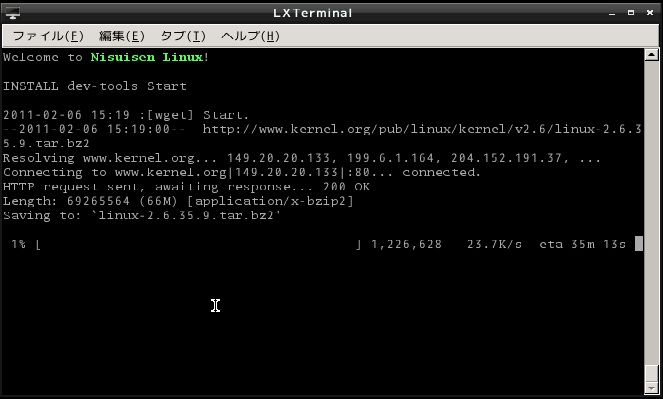 LXTerminal
ファイル(F) 編集(E) タブ(T) ヘルプ(H)
Welcome to Nisuisen Linux!
INSTALL dev-tools Start
2011-02-06 15:19 :[wget] Start.
--2011-02-06 15:19:00-- http://www.kernel.org/pub/linux/kernel/v2.6/linux-2.6.3
5.9.tar.bz2
Resolving www.kernel.org... 149.20.20.133, 199.6.1.164, 204.152.191.37, ...
Connecting to www.kernel.org|149.20.20.133|:80... connected.
HTTP request sent, awaiting response... 200 OK
Length: 69265564 (66M) [application/x-bzip2]
Saving to: `linux-2.6.35.9.tar.bz2'
1% [ ] 1,226,628 23.7K/s eta 35m 13s